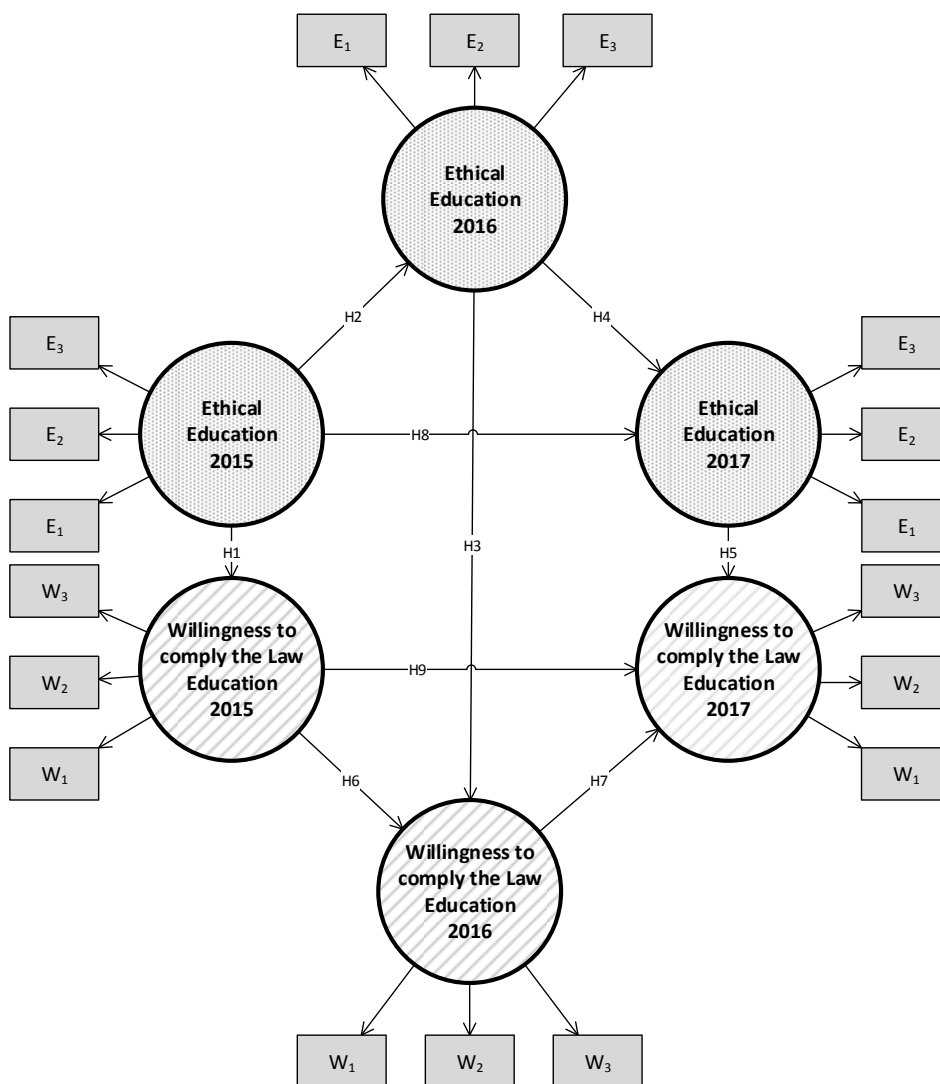 E₁
E₂
E₃
Ethical
Education
2016
H2
H4
E₃
E₂
E₁
Ethical
Education
2015
H8
Ethical
Education
2017
E₃
E₂
E₁
H1
H3
H5
W₃
W₂
W₁
Willingness to
comply the Law
Education
2015
H9
Willingness to
comply the Law
Education
2017
W₃
W₂
W₁
H6
H7
Willingness to
comply the Law
Education
2016
W₁
W₂
W₃